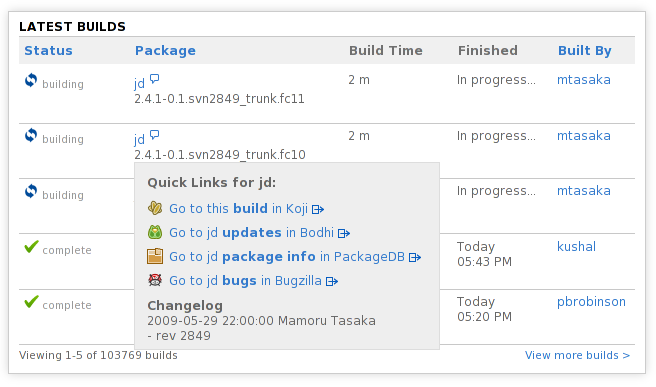 LATEST BUILDS
Status Package Build Time Finished Built By
building jd 2 m In progress... mtasaka
2.4.1-0.1.svn2849_trunk.fc11
building jd 2 m In progress... mtasaka
2.4.1-0.1.svn2849_trunk.fc10
building In progress... mtasaka
Quick Links for jd:
Go to this build in Koji
Go to jd updates in Bodhi
Go to jd package info in PackageDB
Go to jd bugs in Bugzilla
Changelog
2009-05-29 22:00:00 Mamoru Tasaka
- rev 2849
complete Today kushal
05:43 PM
complete Today pbrobinson
05:20 PM
Viewing 1-5 of 103769 builds View more builds >